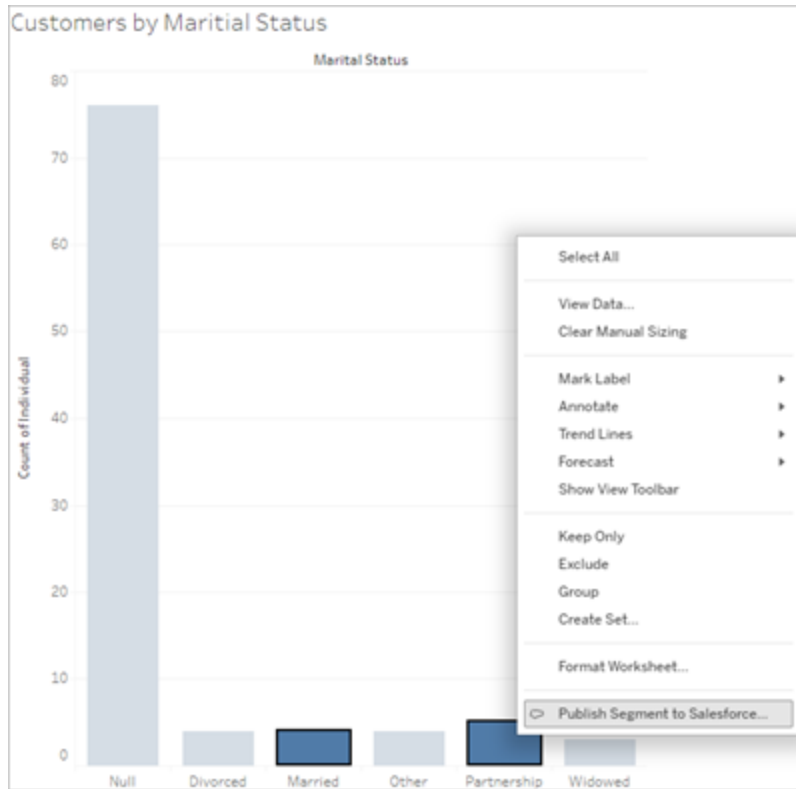 Customers by Maritial Status
Marital Status
80
70
60
50
40
30
20
10
0
Count of Individual
Null Divorced Married Other Partnership Widowed
Select All
View Data...
Clear Manual Sizing
Mark Label
Annotate
Trend Lines
Forecast
Show View Toolbar
Keep Only
Exclude
Group
Create Set...
Format Worksheet...
Publish Segment to Salesforce...